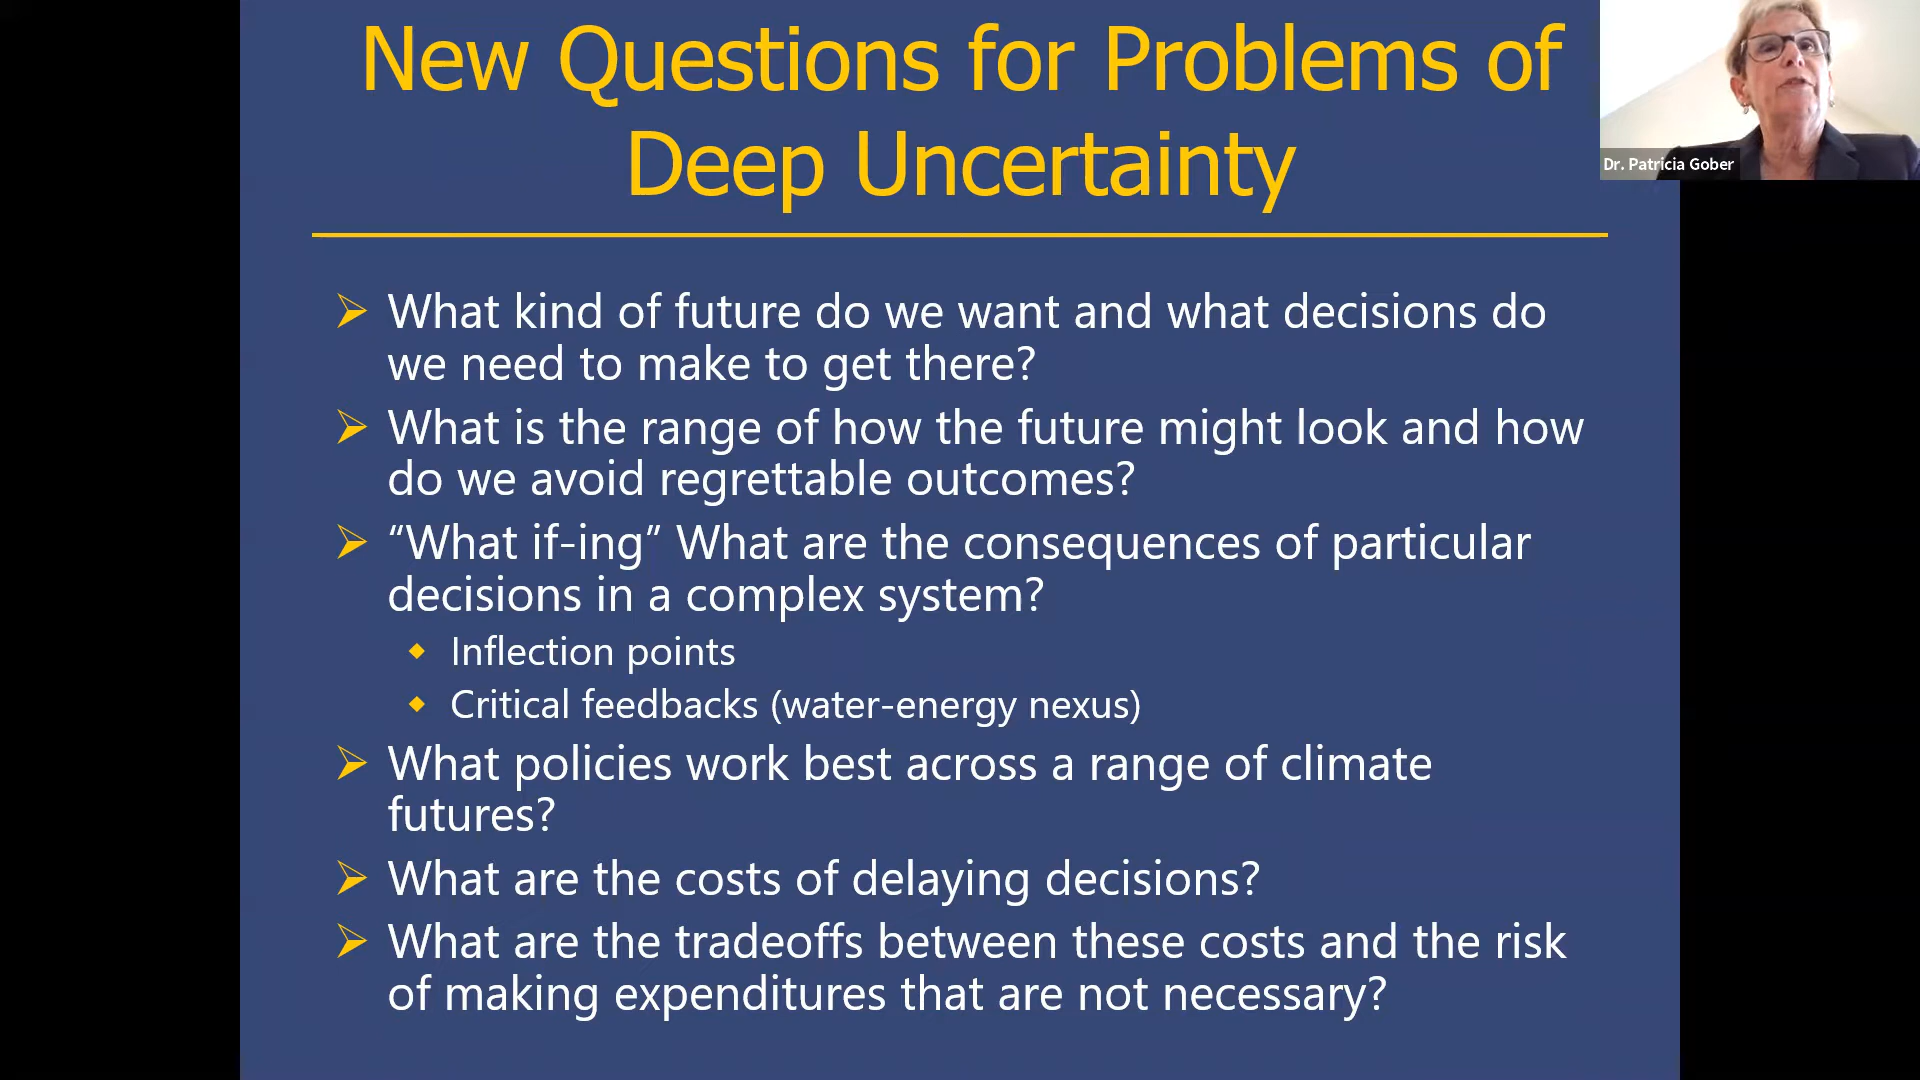 New Questions for Problems of
Deep Uncertainty
Dr. Patricia Gober
What kind of future do we want and what decisions do
we need to make to get there?
What is the range of how the future might look and how
do we avoid regrettable outcomes?
“What if-ing” What are the consequences of particular
decisions in a complex system?
Inflection points
Critical feedbacks (water-energy nexus)
What policies work best across a range of climate
futures?
What are the costs of delaying decisions?
What are the tradeoffs between these costs and the risk
of making expenditures that are not necessary?